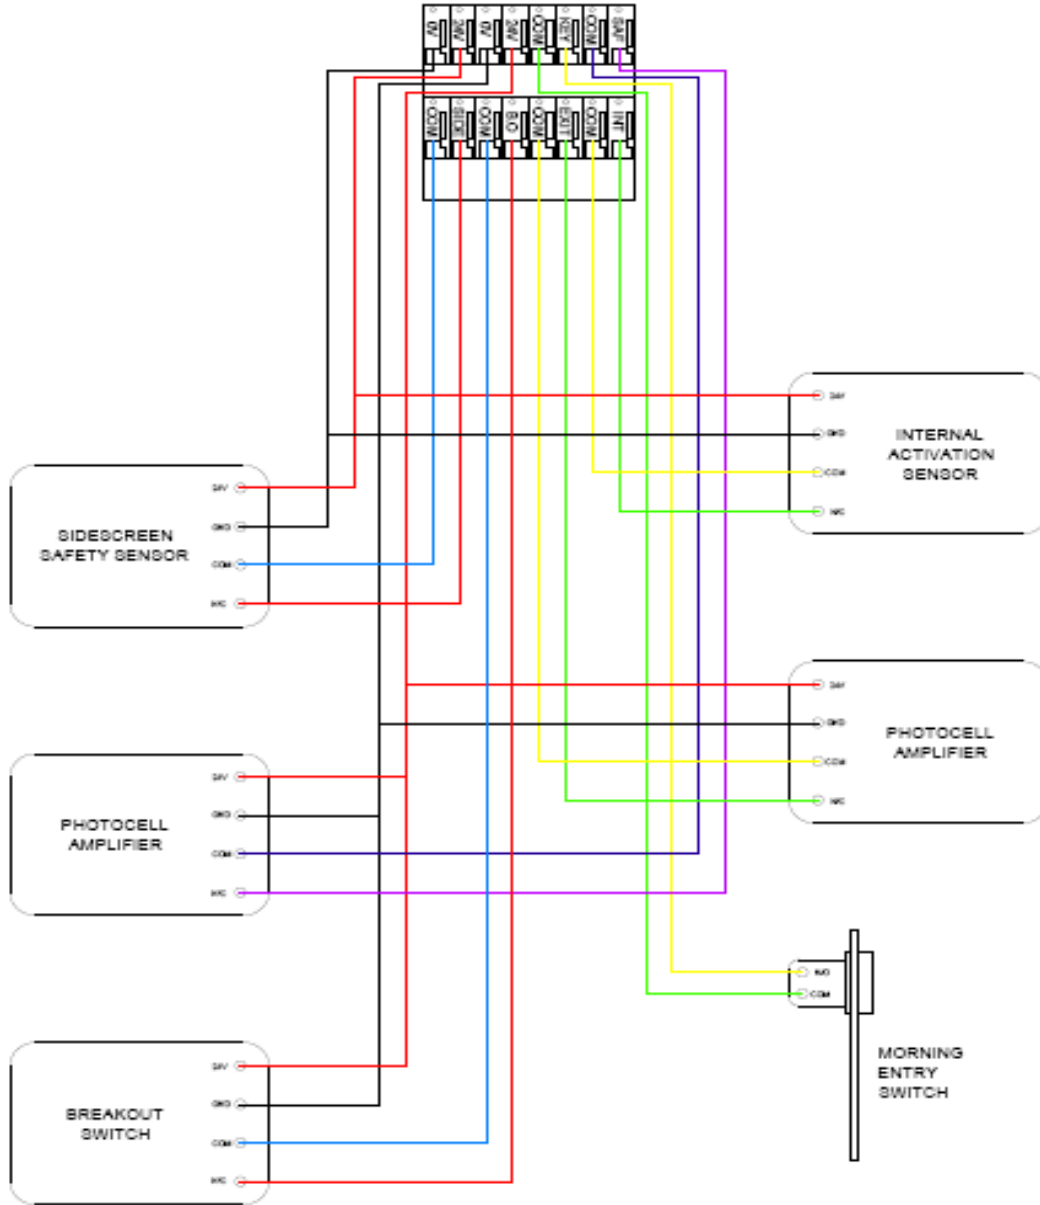 0V 24V 0V 24V COM KEY COM SAF
COM SIDE COM B.O COM EXIT COM INT
24V
GND
COM
N/C
INTERNAL
ACTIVATION
SENSOR
24V
GND
COM
N/C
SIDESCREEN
SAFETY SENSOR
24V
GND
COM
N/C
PHOTOCELL
AMPLIFIER
24V
GND
COM
N/C
PHOTOCELL
AMPLIFIER
COM
MORNING
ENTRY
SWITCH
24V
GND
COM
N/C
BREAKOUT
SWITCH